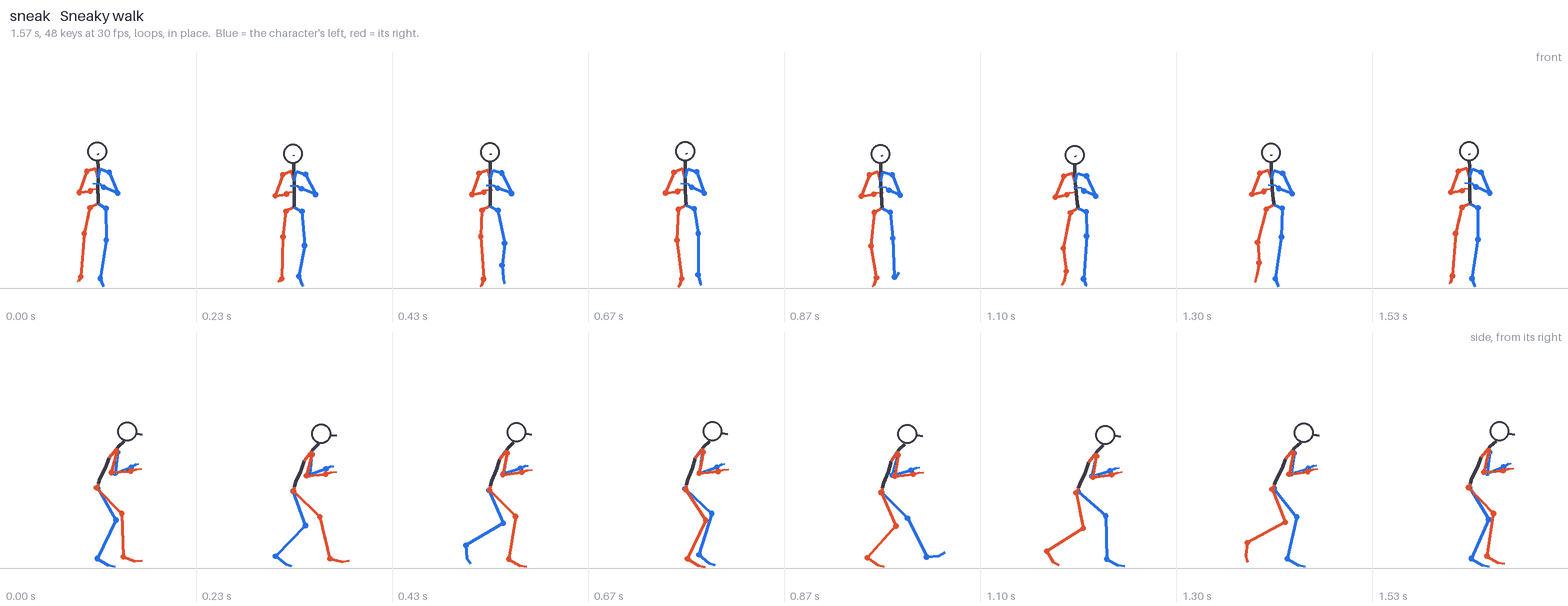 sneak Sneaky walk
1.57 s, 48 keys at 30 fps, loops, in place. Blue = the character's left, red = its right.
front
0.00 s 0.23 s 0.43 s 0.67 s 0.87 s 1.10 s 1.30 s 1.53 s
side, from its right
0.00 s 0.23 s 0.43 s 0.67 s 0.87 s 1.10 s 1.30 s 1.53 s